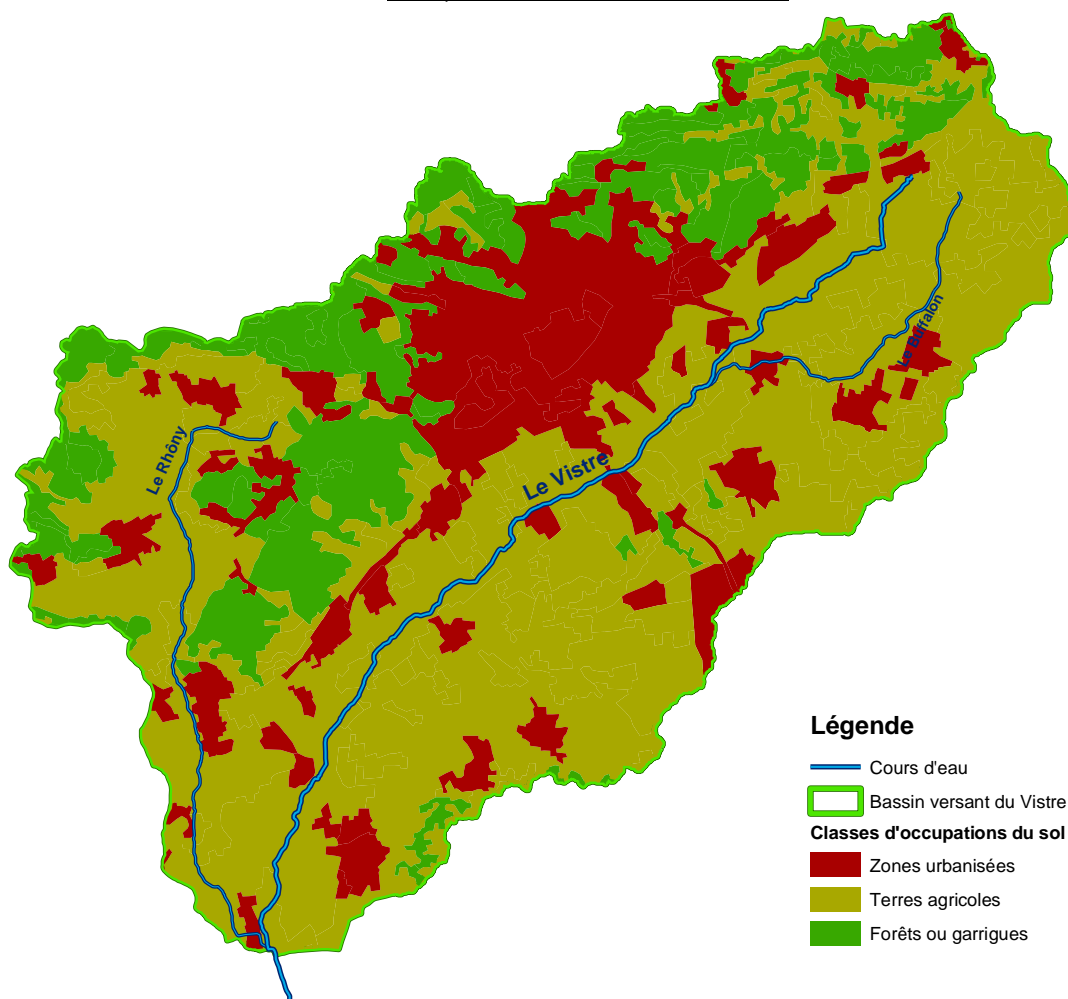 Le Buffalon
Le Rhôny
Le Vistre
Légende
Cours d'eau
Bassin versant du Vistre
Classes d'occupations du sol
Zones urbanisées
Terres agricoles
Forêts ou garrigues